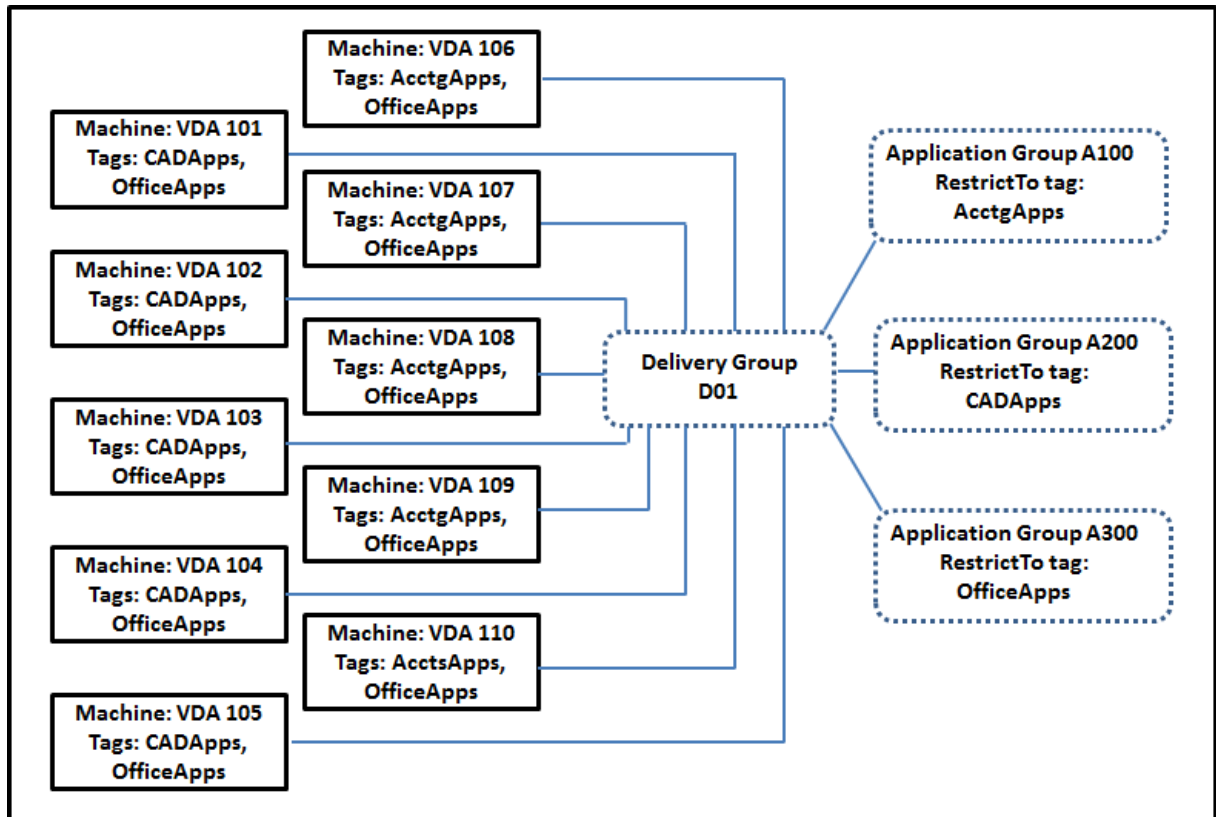 Machine: VDA 106
Tags: AcctgApps,
OfficeApps
Machine: VDA 101
Tags: CADApps,
OfficeApps
Machine: VDA 107
Tags: AcctgApps,
OfficeApps
Machine: VDA 102
Tags: CADApps,
OfficeApps
Machine: VDA 108
Tags: AcctgApps,
OfficeApps
Machine: VDA 103
Tags: CADApps,
OfficeApps
Machine: VDA 109
Tags: AcctgApps,
OfficeApps
Machine: VDA 104
Tags: CADApps,
OfficeApps
Machine: VDA 110
Tags: AcctsApps,
OfficeApps
Machine: VDA 105
Tags: CADApps,
OfficeApps
Delivery Group
D01
Application Group A100
RestrictTo tag:
AcctgApps
Application Group A200
RestrictTo tag:
CADApps
Application Group A300
RestrictTo tag:
OfficeApps